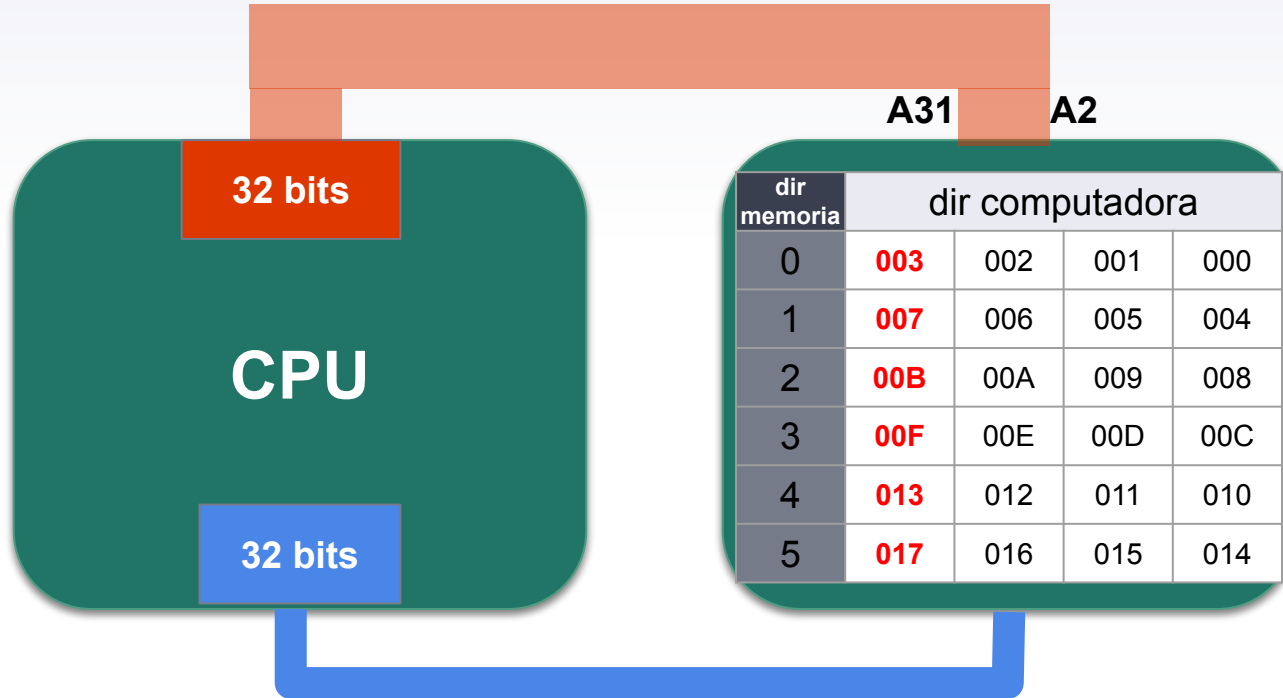 A31 A2
32 bits
CPU
32 bits
dir memoria dir computadora
0 003 002 001 000
1 007 006 005 004
2 00B 00A 009 008
3 00F 00E 00D 00C
4 013 012 011 010
5 017 016 015 014